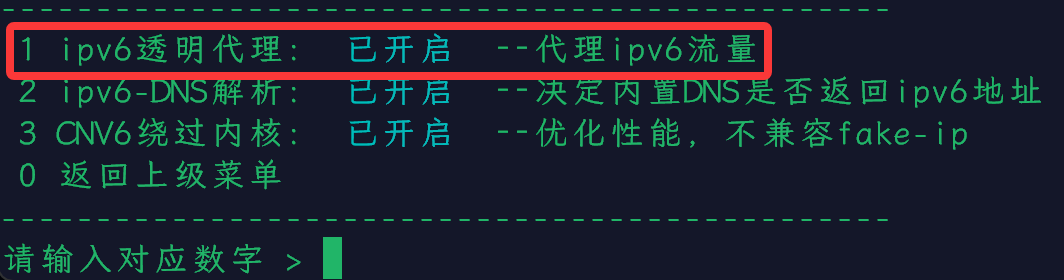 -----------------------------------------------
1 ipv6透明代理: 已开启 --代理ipv6流量
2 ipv6-DNS解析: 已开启 --决定内置DNS是否返回ipv6地址
3 CNV6绕过内核: 已开启 --优化性能，不兼容fake-ip
0 返回上级菜单
-----------------------------------------------
请输入对应数字 >